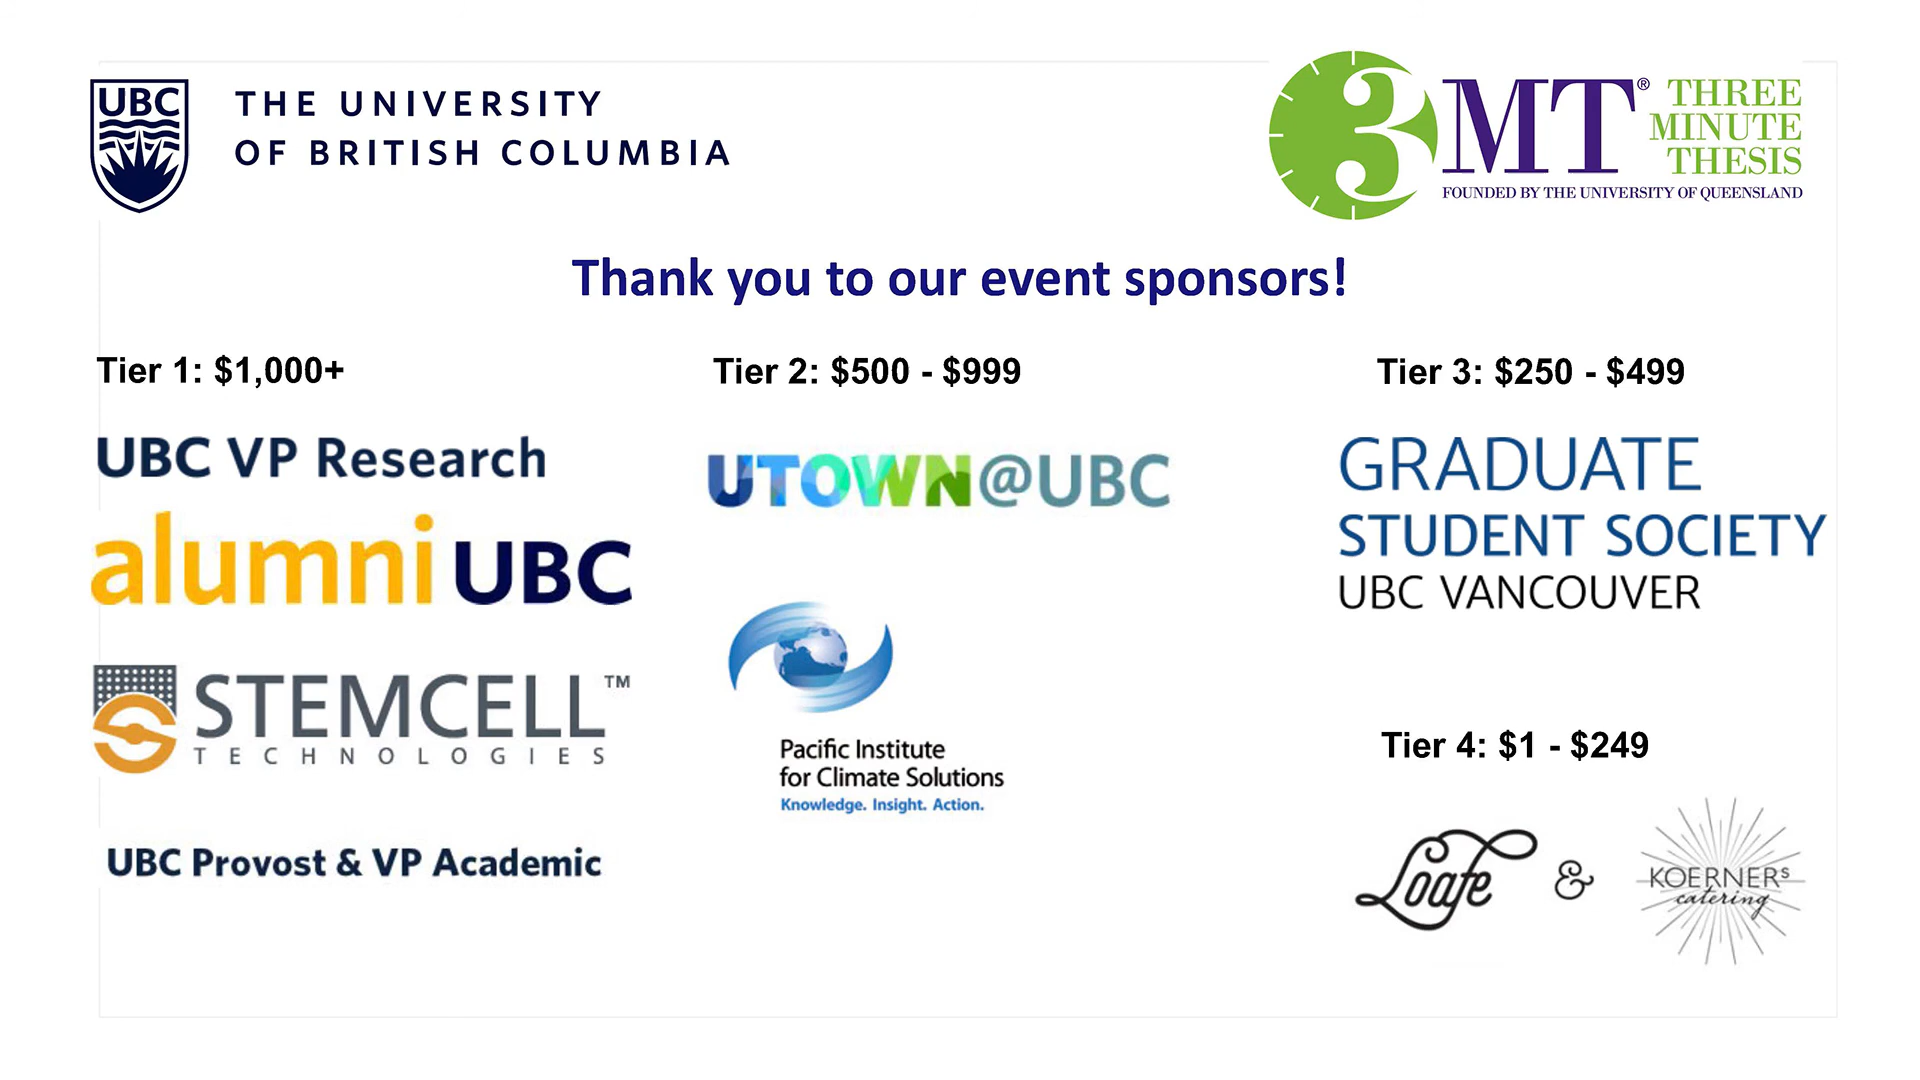 UBC
THE UNIVERSITY
OF BRITISH COLUMBIA
3MT® THREE
MINUTE
THESIS
FOUNDED BY THE UNIVERSITY OF QUEENSLAND
Thank you to our event sponsors!
Tier 1: $1,000+
UBC VP Research
alumni UBC
STEMCELL™
TECHNOLOGIES
UBC Provost & VP Academic
Tier 2: $500 - $999
UTOWN@UBC
Pacific Institute
for Climate Solutions
Knowledge. Insight. Action.
Tier 3: $250 - $499
GRADUATE
STUDENT SOCIETY
UBC VANCOUVER
Tier 4: $1 - $249
Loafe & KOERNERs
catering